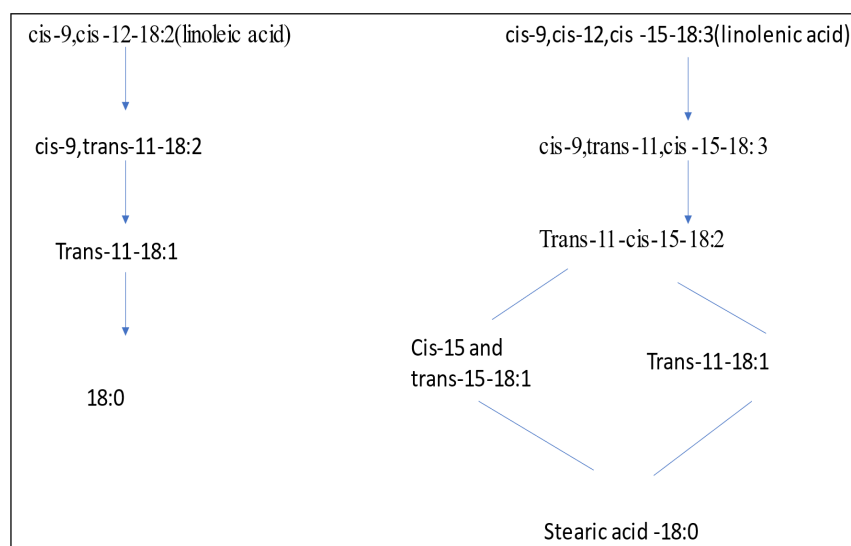 cis-9,cis-12-18:2(linoleic acid)
cis-9,trans-11-18:2
Trans-11-18:1
18:0
cis-9,cis-12,cis -15-18:3(linolenic acid)
cis-9,trans-11,cis -15-18: 3
Trans-11-cis-15-18:2
Cis-15 and
trans-15-18:1
Trans-11-18:1
Stearic acid -18:0